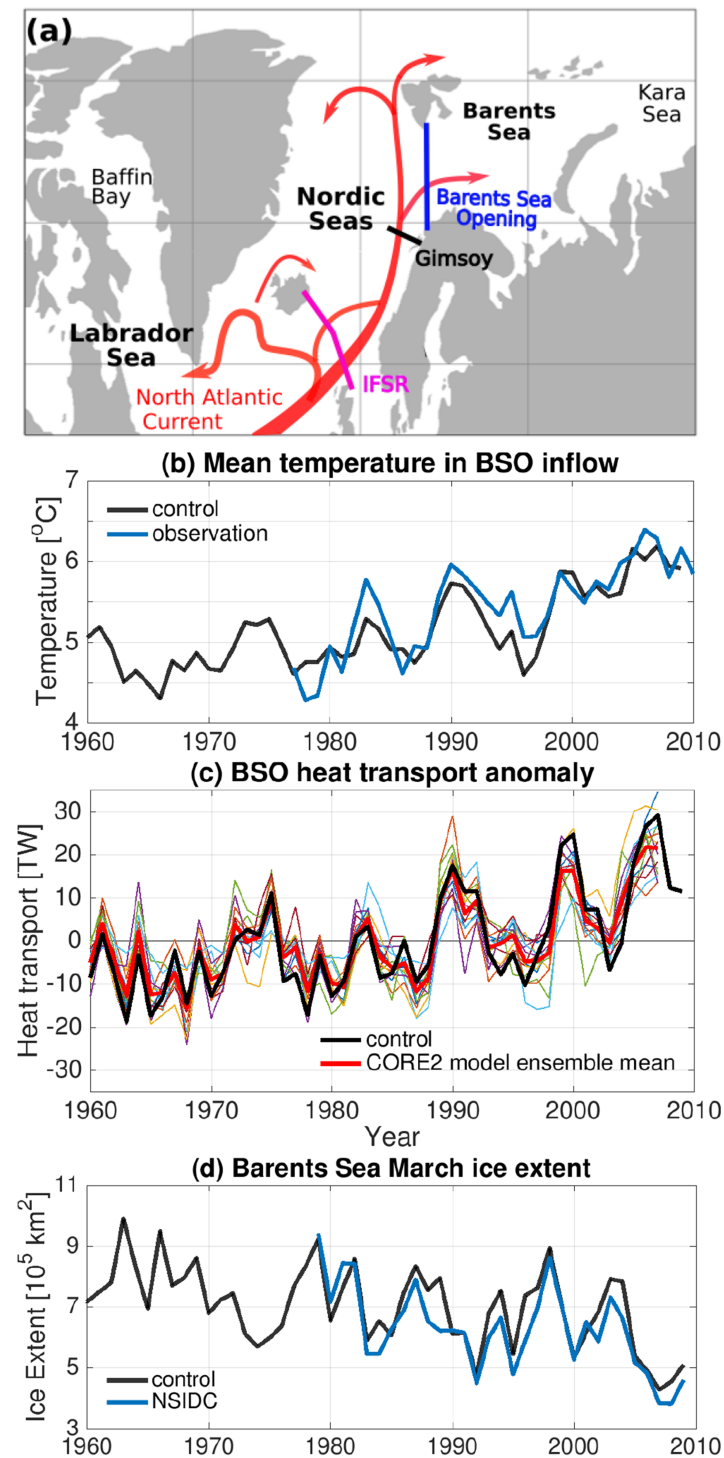 (a)
Kara
Sea
Barents
Sea
Baffin
Bay
Nordic
Seas
Barents Sea
Opening
Gimsoy
Labrador
Sea
IFSR
North Atlantic
Current
(b) Mean temperature in BSO inflow
Temperature [°C]
7
6
5
4
control
observation
1960 1970 1980 1990 2000 2010
(c) BSO heat transport anomaly
Heat transport [TW]
30
20
10
0
-10
-20
-30
control
CORE2 model ensemble mean
1960 1970 1980 1990 2000 2010
Year
(d) Barents Sea March ice extent
Ice Extent [10⁵ km²]
11
9
7
5
3
control
NSIDC
1960 1970 1980 1990 2000 2010